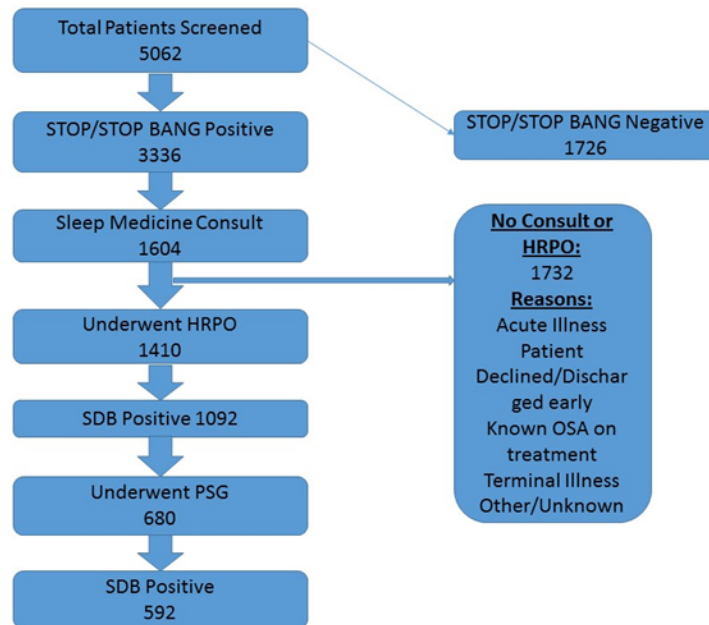 Total Patients Screened
5062
STOP/STOP BANG Positive
3336
STOP/STOP BANG Negative
1726
Sleep Medicine Consult
1604
No Consult or
HRPO:
1732
Reasons:
Acute Illness
Patient
Declined/Dischar
ged early
Known OSA on
treatment
Terminal Illness
Other/Unknown
Underwent HRPO
1410
SDB Positive 1092
Underwent PSG
680
SDB Positive
592